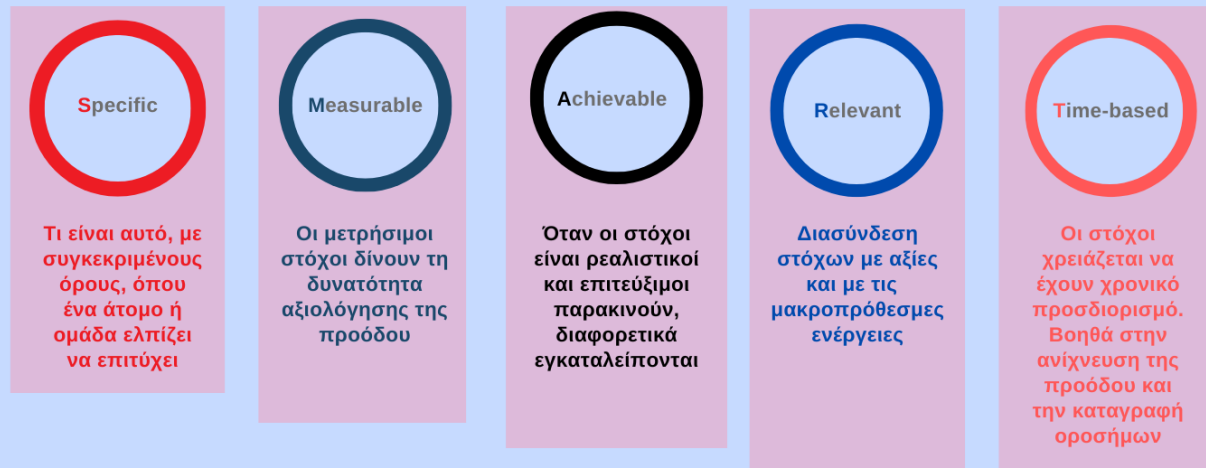 Specific
Τι είναι αυτό, με
συγκεκριμένους
όρους, όπου
ένα άτομο ή
ομάδα ελπίζει
να επιτύχει
Measurable
Οι μετρήσιμοι
στόχοι δίνουν τη
δυνατότητα
αξιολόγησης της
προόδου
Achievable
Όταν οι στόχοι
είναι ρεαλιστικοί
και επιτεύξιμοι
παρακινούν,
διαφορετικά
εγκαταλείπονται
Relevant
Διασύνδεση
στόχων με αξίες
και με τις
μακροπρόθεσμες
ενέργειες
Time-based
Οι στόχοι
χρειάζεται να
έχουν χρονικό
προσδιορισμό.
Βοηθά στην
ανίχνευση της
προόδου και
την καταγραφή
οροσήμων